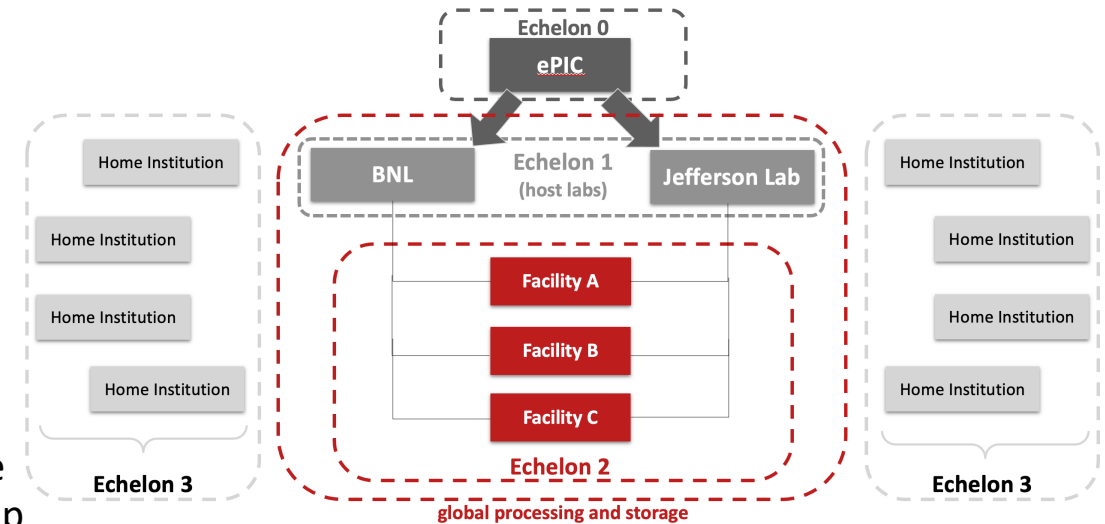 Echelon 0
ePIC
BNL
Echelon 1
(host labs)
Jefferson Lab
Home Institution
Home Institution
Home Institution
Home Institution
Echelon 3
Facility A
Facility B
Facility C
Echelon 2
global processing and storage
Home Institution
Home Institution
Home Institution
Home Institution
Echelon 3